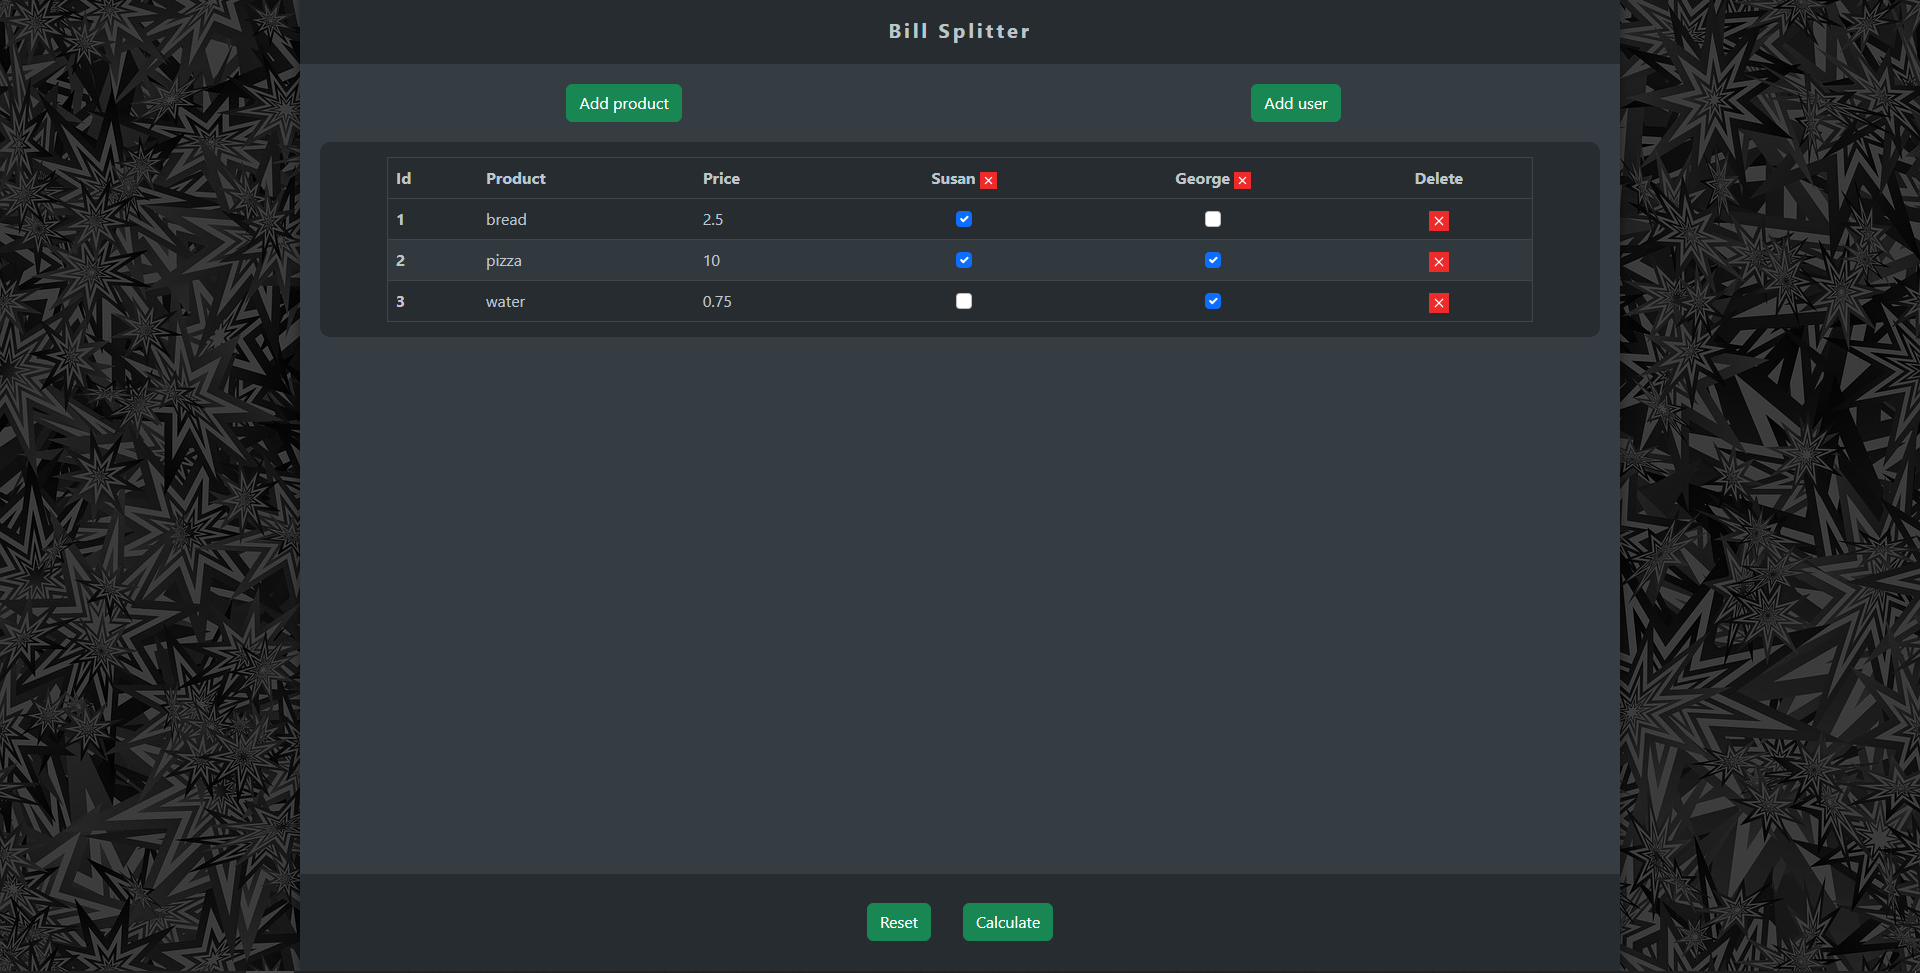 Bill Splitter
Add product Add user
Id Product Price Susan George Delete
1 bread 2.5
2 pizza 10
3 water 0.75
Reset Calculate